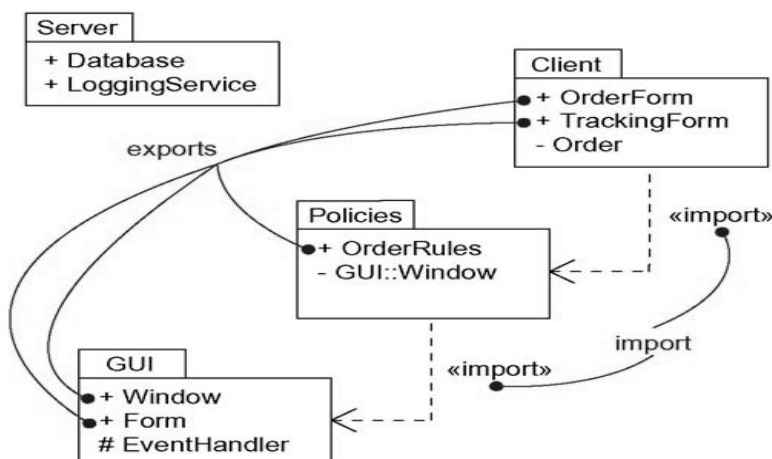 Server
+ Database
+ LoggingService
Client
+ OrderForm
+ TrackingForm
- Order
exports
Policies
+ OrderRules
- GUI::Window
«import»
import
«import»
GUI
+ Window
+ Form
# EventHandler